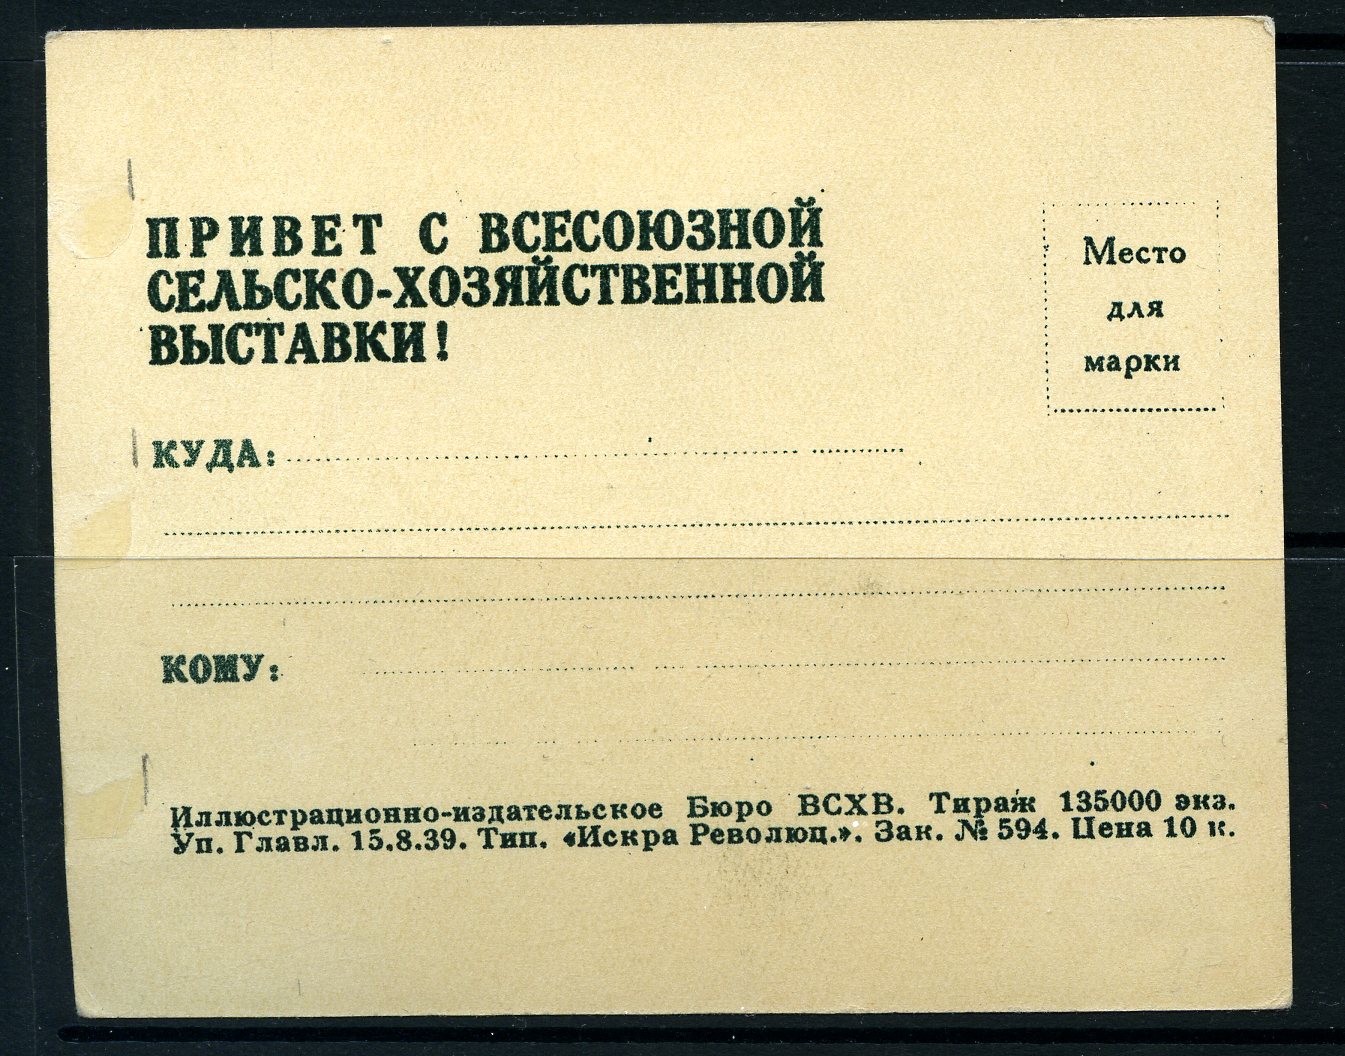 ПРИВЕТ С ВСЕСОЮЗНОЙ
СЕЛЬСКО-ХОЗЯЙСТВЕННОЙ
ВЫСТАВКИ!
Место
для
марки
КУДА:
КОМУ:
Иллюстрационно-издательское Бюро ВСХВ. Тираж 135000 экз.
Уп. Главл. 15.8.39. Тип. «Искра Революц.». Зак. № 594. Цена 10 к.